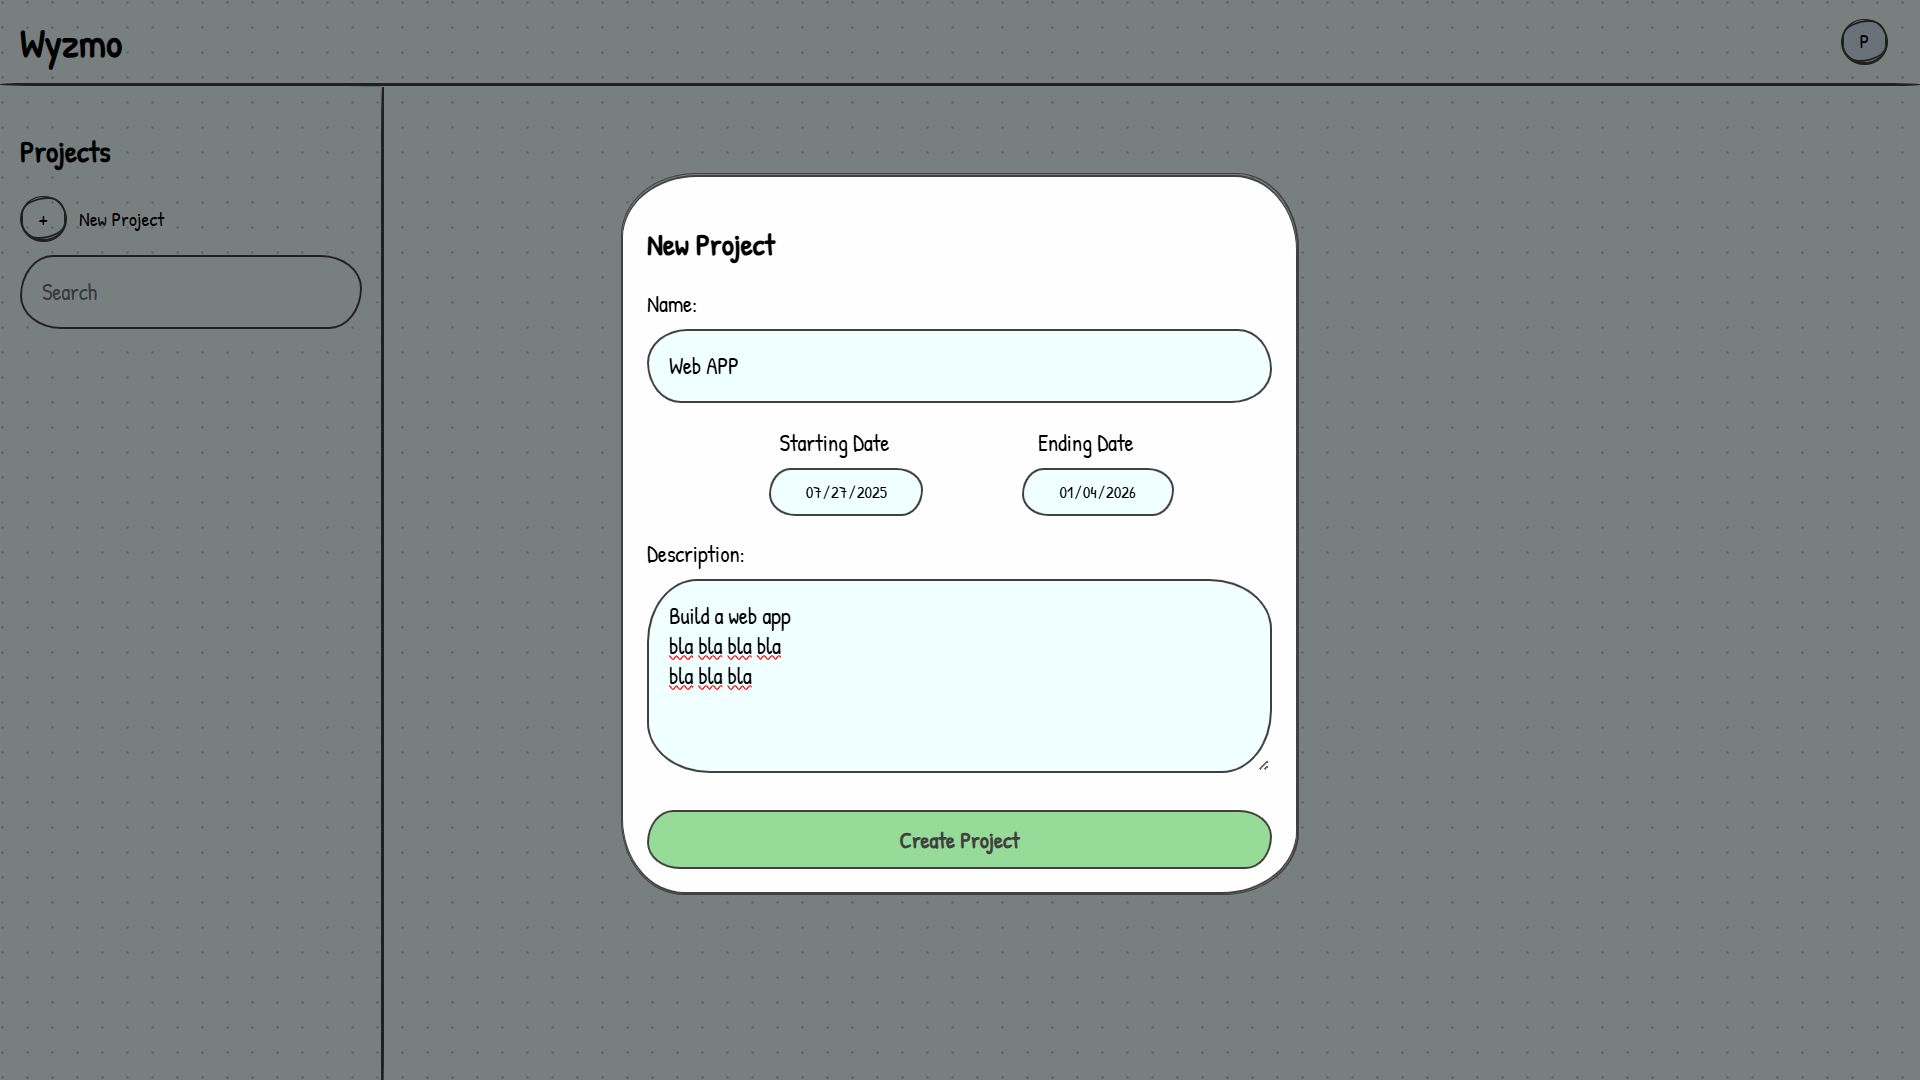 Wyzmo
P
Projects
+ New Project
Search
New Project
Name:
Web APP
Starting Date Ending Date
07/27/2025 01/04/2026
Description:
Build a web app
bla bla bla bla
bla bla bla
Create Project